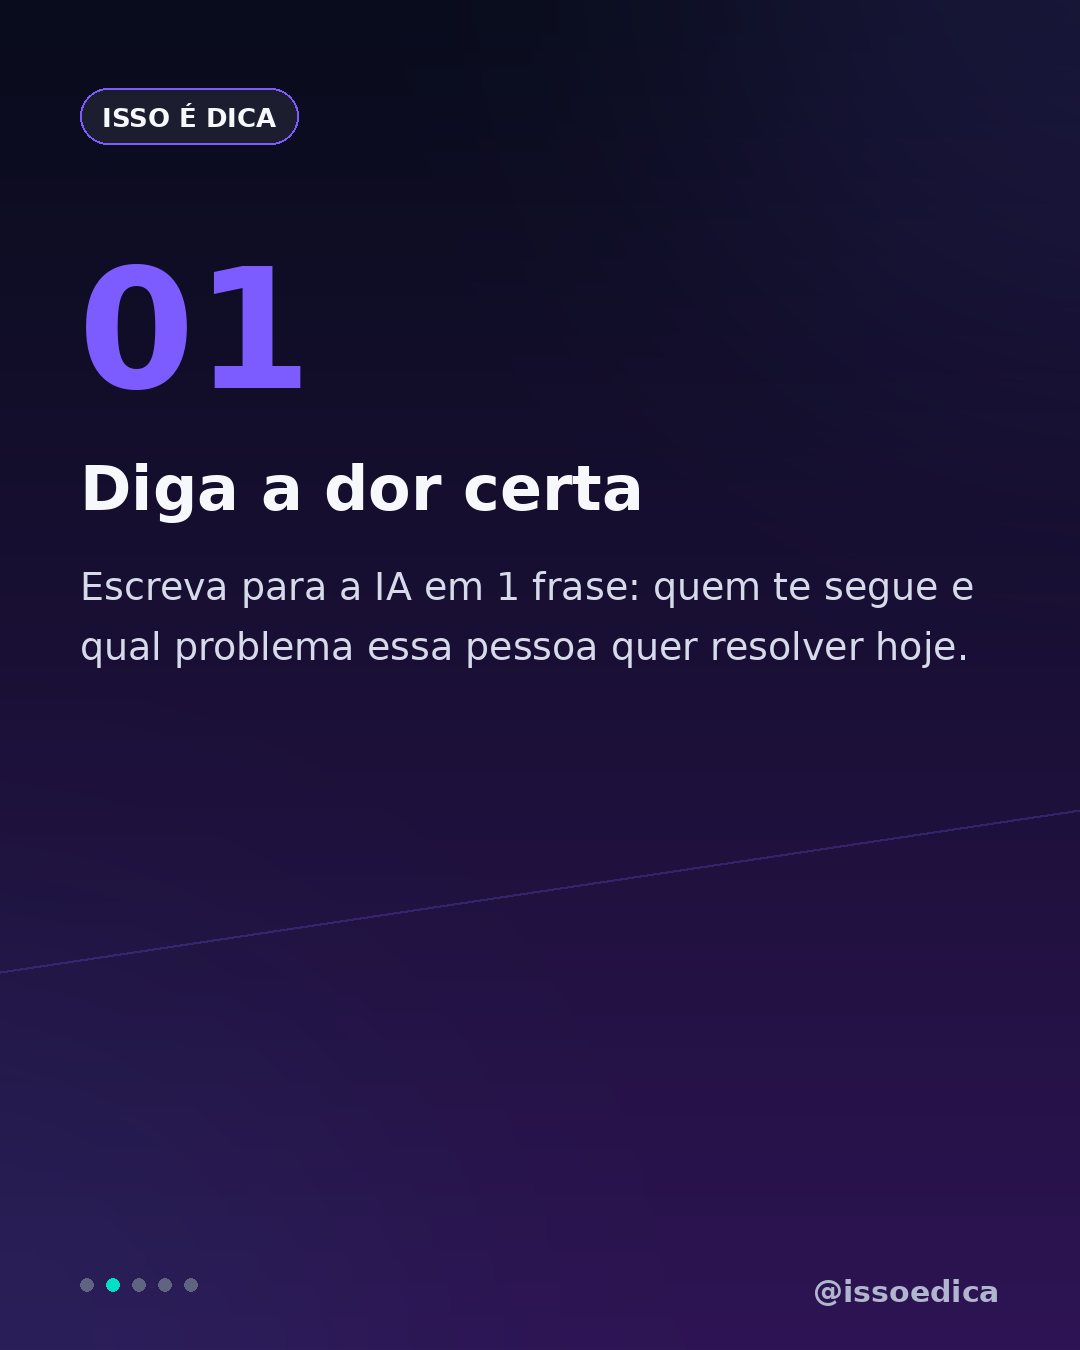 ISSO É DICA
01
Diga a dor certa
Escreva para a IA em 1 frase: quem te segue e
qual problema essa pessoa quer resolver hoje.
@issoedica